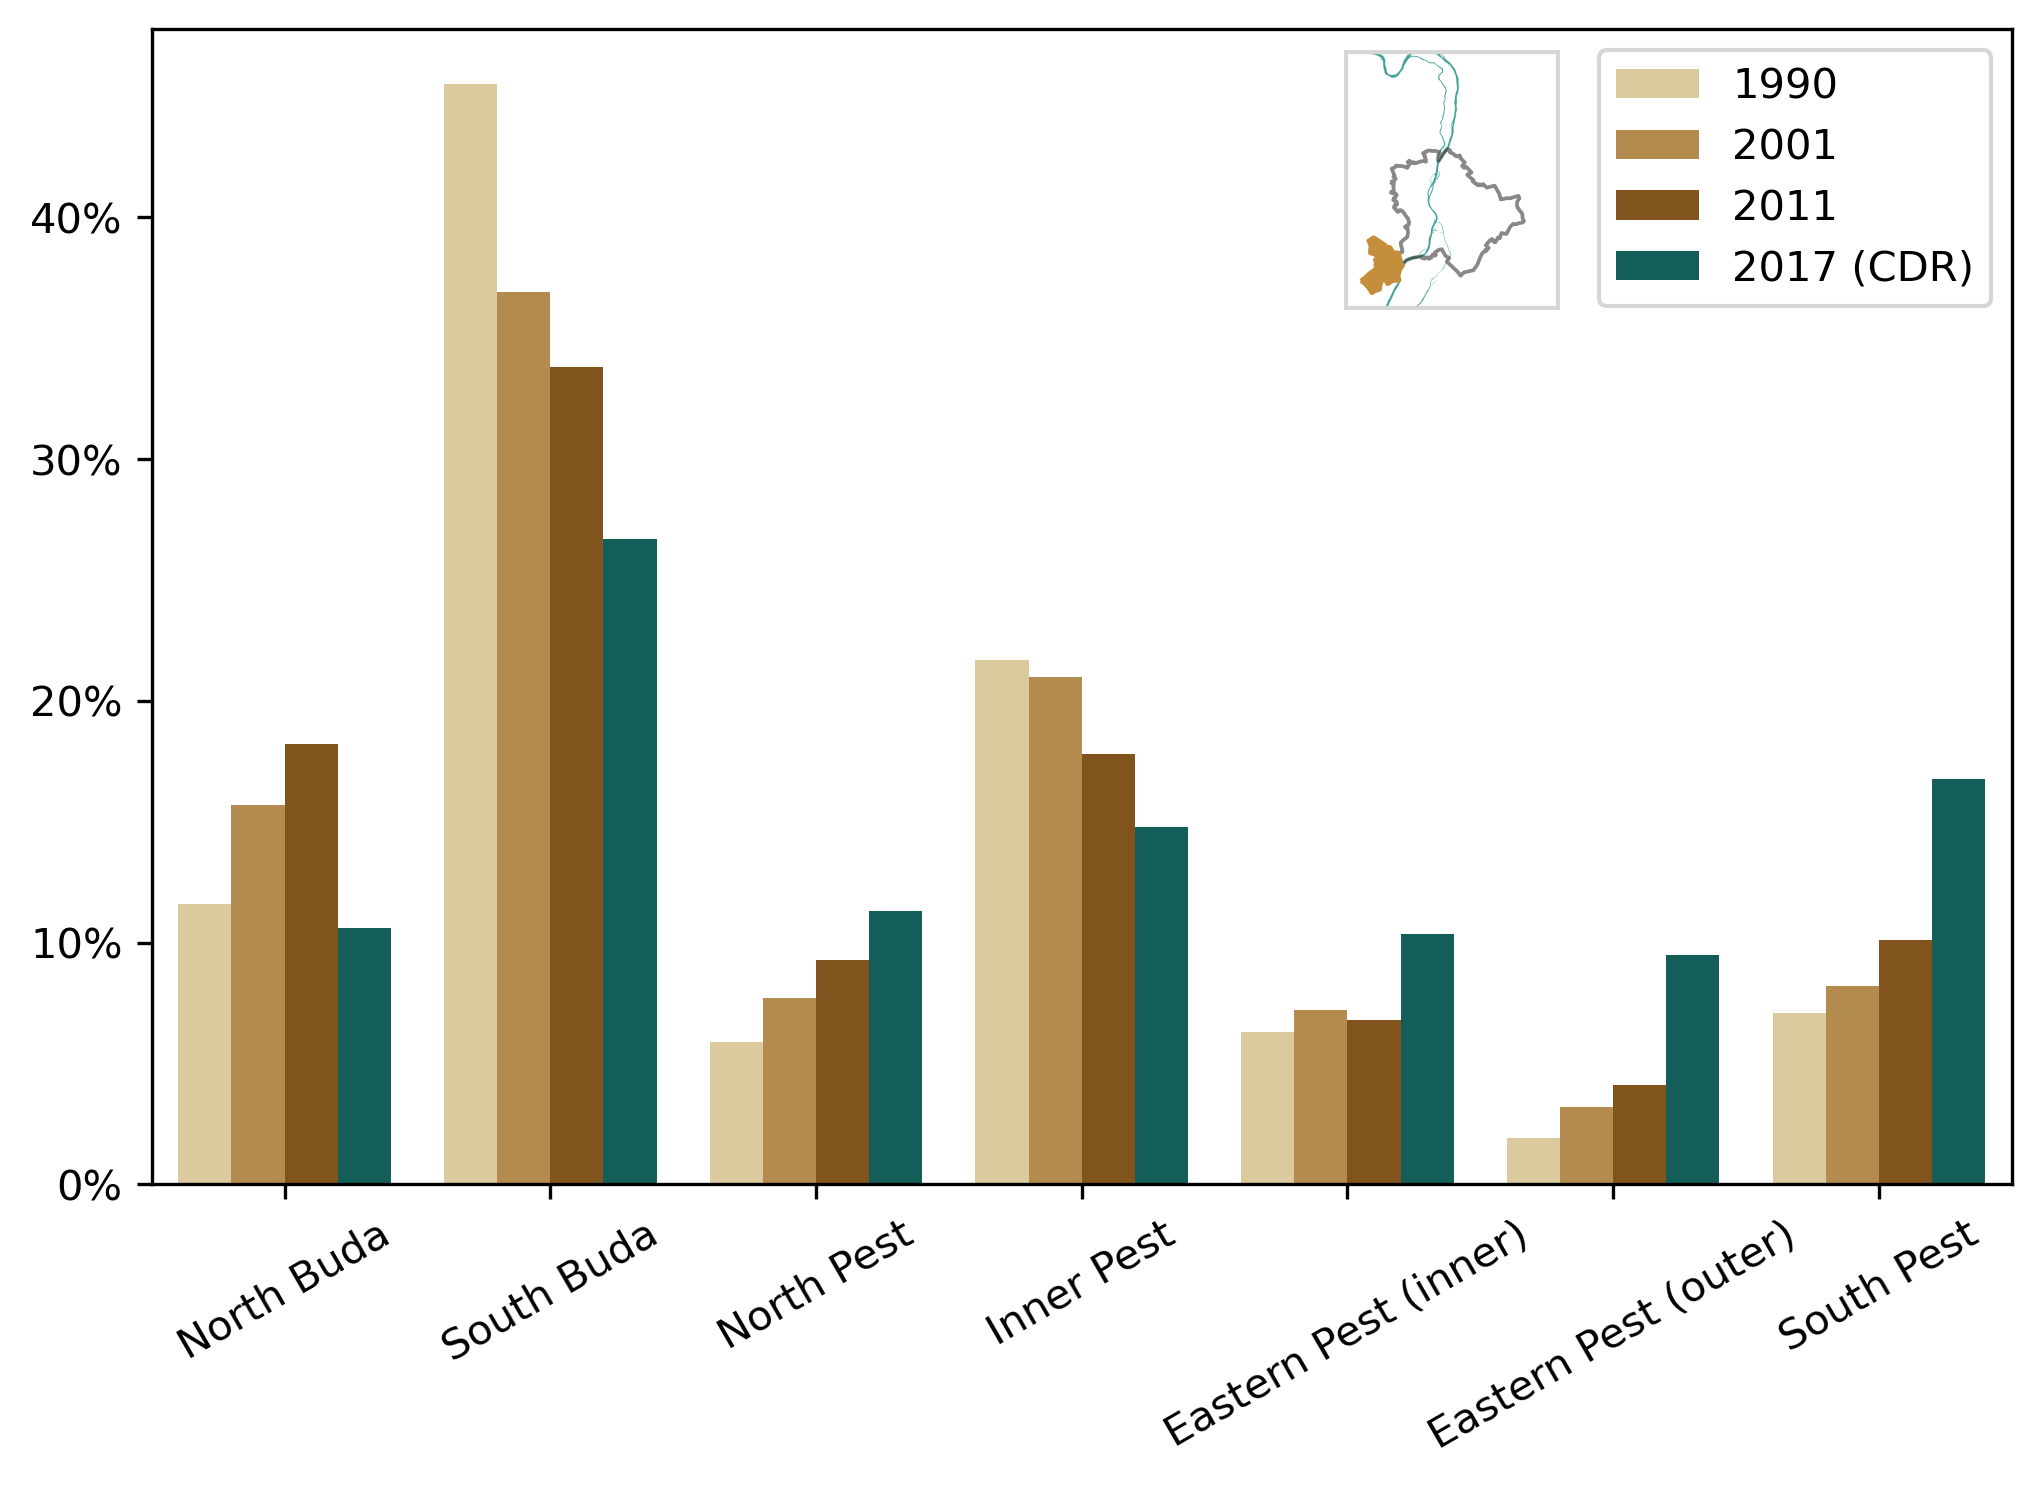 1990
2001
2011
2017 (CDR)
40%
30%
20%
10%
0%
North Buda
South Buda
North Pest
Inner Pest
Eastern Pest (inner)
Eastern Pest (outer)
South Pest